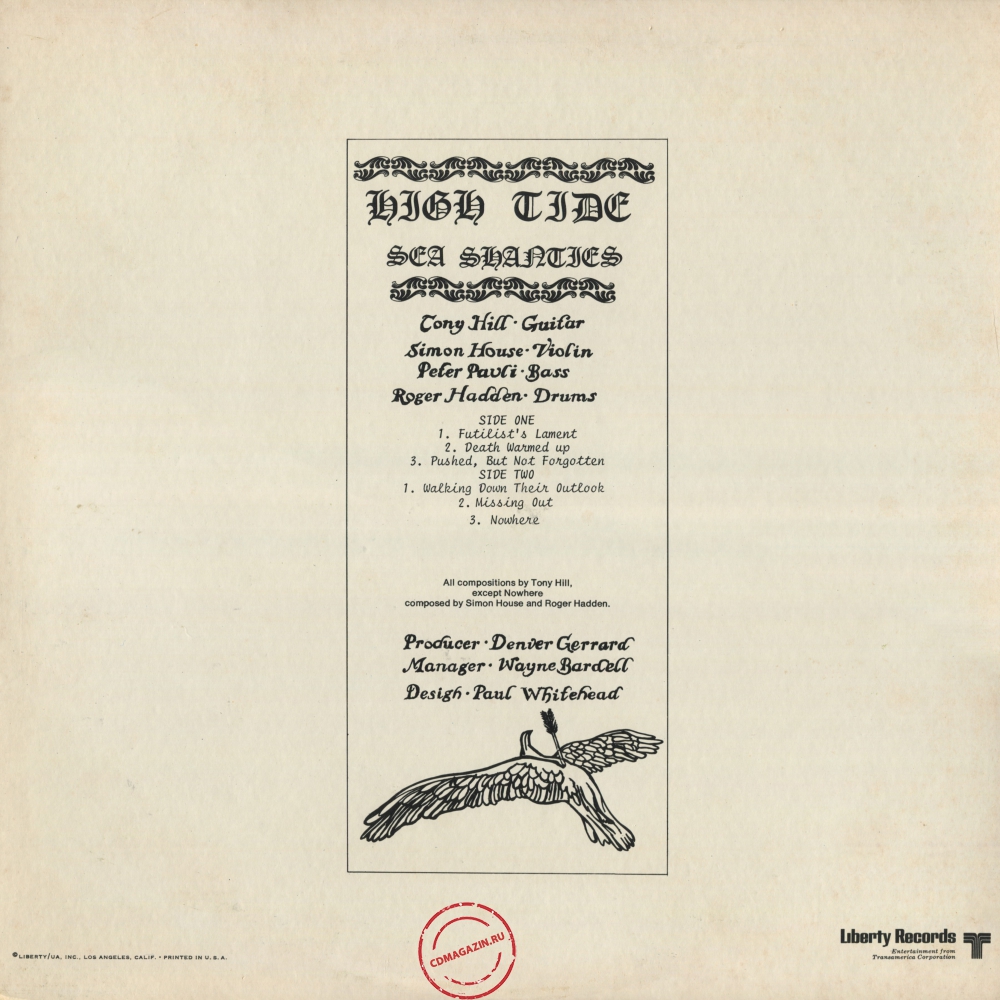 HIGH TIDE
SEA SHANTIES
Tony Hill · Guitar
Simon House · Violin
Peter Pavli · Bass
Roger Hadden · Drums
SIDE ONE
1. Futilist's Lament
2. Death Warmed up
3. Pushed, But Not Forgotten
SIDE TWO
1. Walking Down Their Outlook
2. Missing Out
3. Nowhere
All compositions by Tony Hill,
except Nowhere
composed by Simon House and Roger Hadden.
Producer · Denver Gerrard
Manager · Wayne Bardell
Design · Paul Whitehead
CDMAGAZIN.RU
Liberty Records
Entertainment from
Transamerica Corporation
©LIBERTY/UA, INC., LOS ANGELES, CALIF. • PRINTED IN U.S.A.